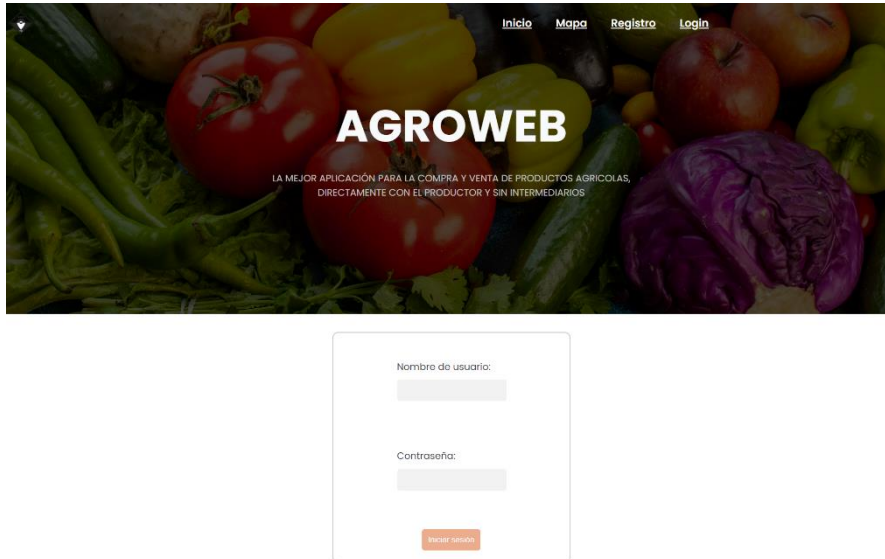 Inicio Mapa Registro Login
AGROWEB
LA MEJOR APLICACIÓN PARA LA COMPRA Y VENTA DE PRODUCTOS AGRICOLAS,
DIRECTAMENTE CON EL PRODUCTOR Y SIN INTERMEDIARIOS
Nombre de usuario:
Contraseña:
Iniciar sesión